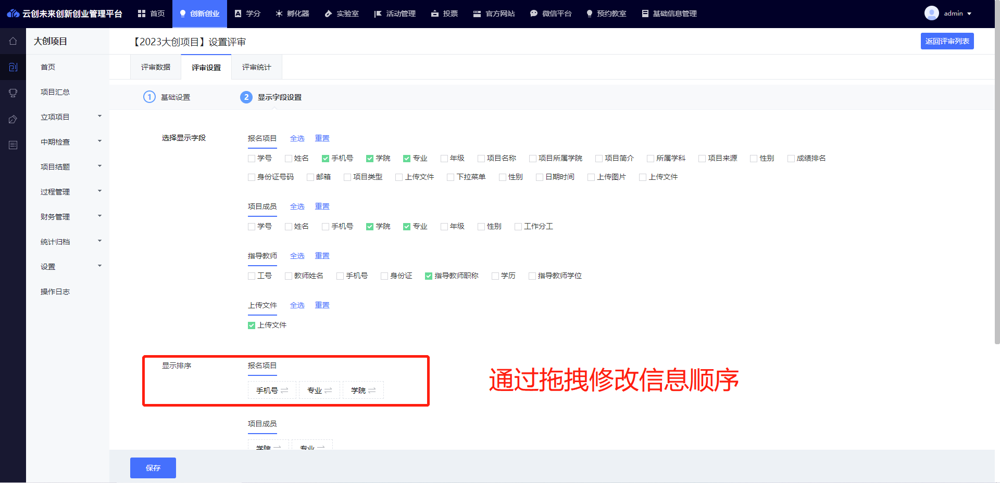 云创未来创新创业管理平台
首页
创新创业
学分
孵化器
实验室
活动管理
投票
官方网站
微信平台
预约教室
基础信息管理
admin
大创项目
首页
项目汇总
立项项目
中期检查
项目结题
过程管理
财务管理
统计归档
设置
操作日志
【2023大创项目】设置评审
返回评审列表
评审数据 评审设置 评审统计
1 基础设置 2 显示字段设置
选择显示字段
报名项目 全选 重置
学号 姓名 手机号 学院 专业 年级 项目名称 项目所属学院 项目简介 所属学科 项目来源 性别 成绩排名
身份证号码 邮箱 项目类型 上传文件 下拉菜单 性别 日期时间 上传图片 上传文件
项目成员 全选 重置
学号 姓名 手机号 学院 专业 年级 性别 工作分工
指导教师 全选 重置
工号 教师姓名 手机号 身份证 指导教师职称 学历 指导教师学位
上传文件 全选 重置
上传文件
显示排序
报名项目
手机号 专业 学院
通过拖拽修改信息顺序
项目成员
学院 专业
保存